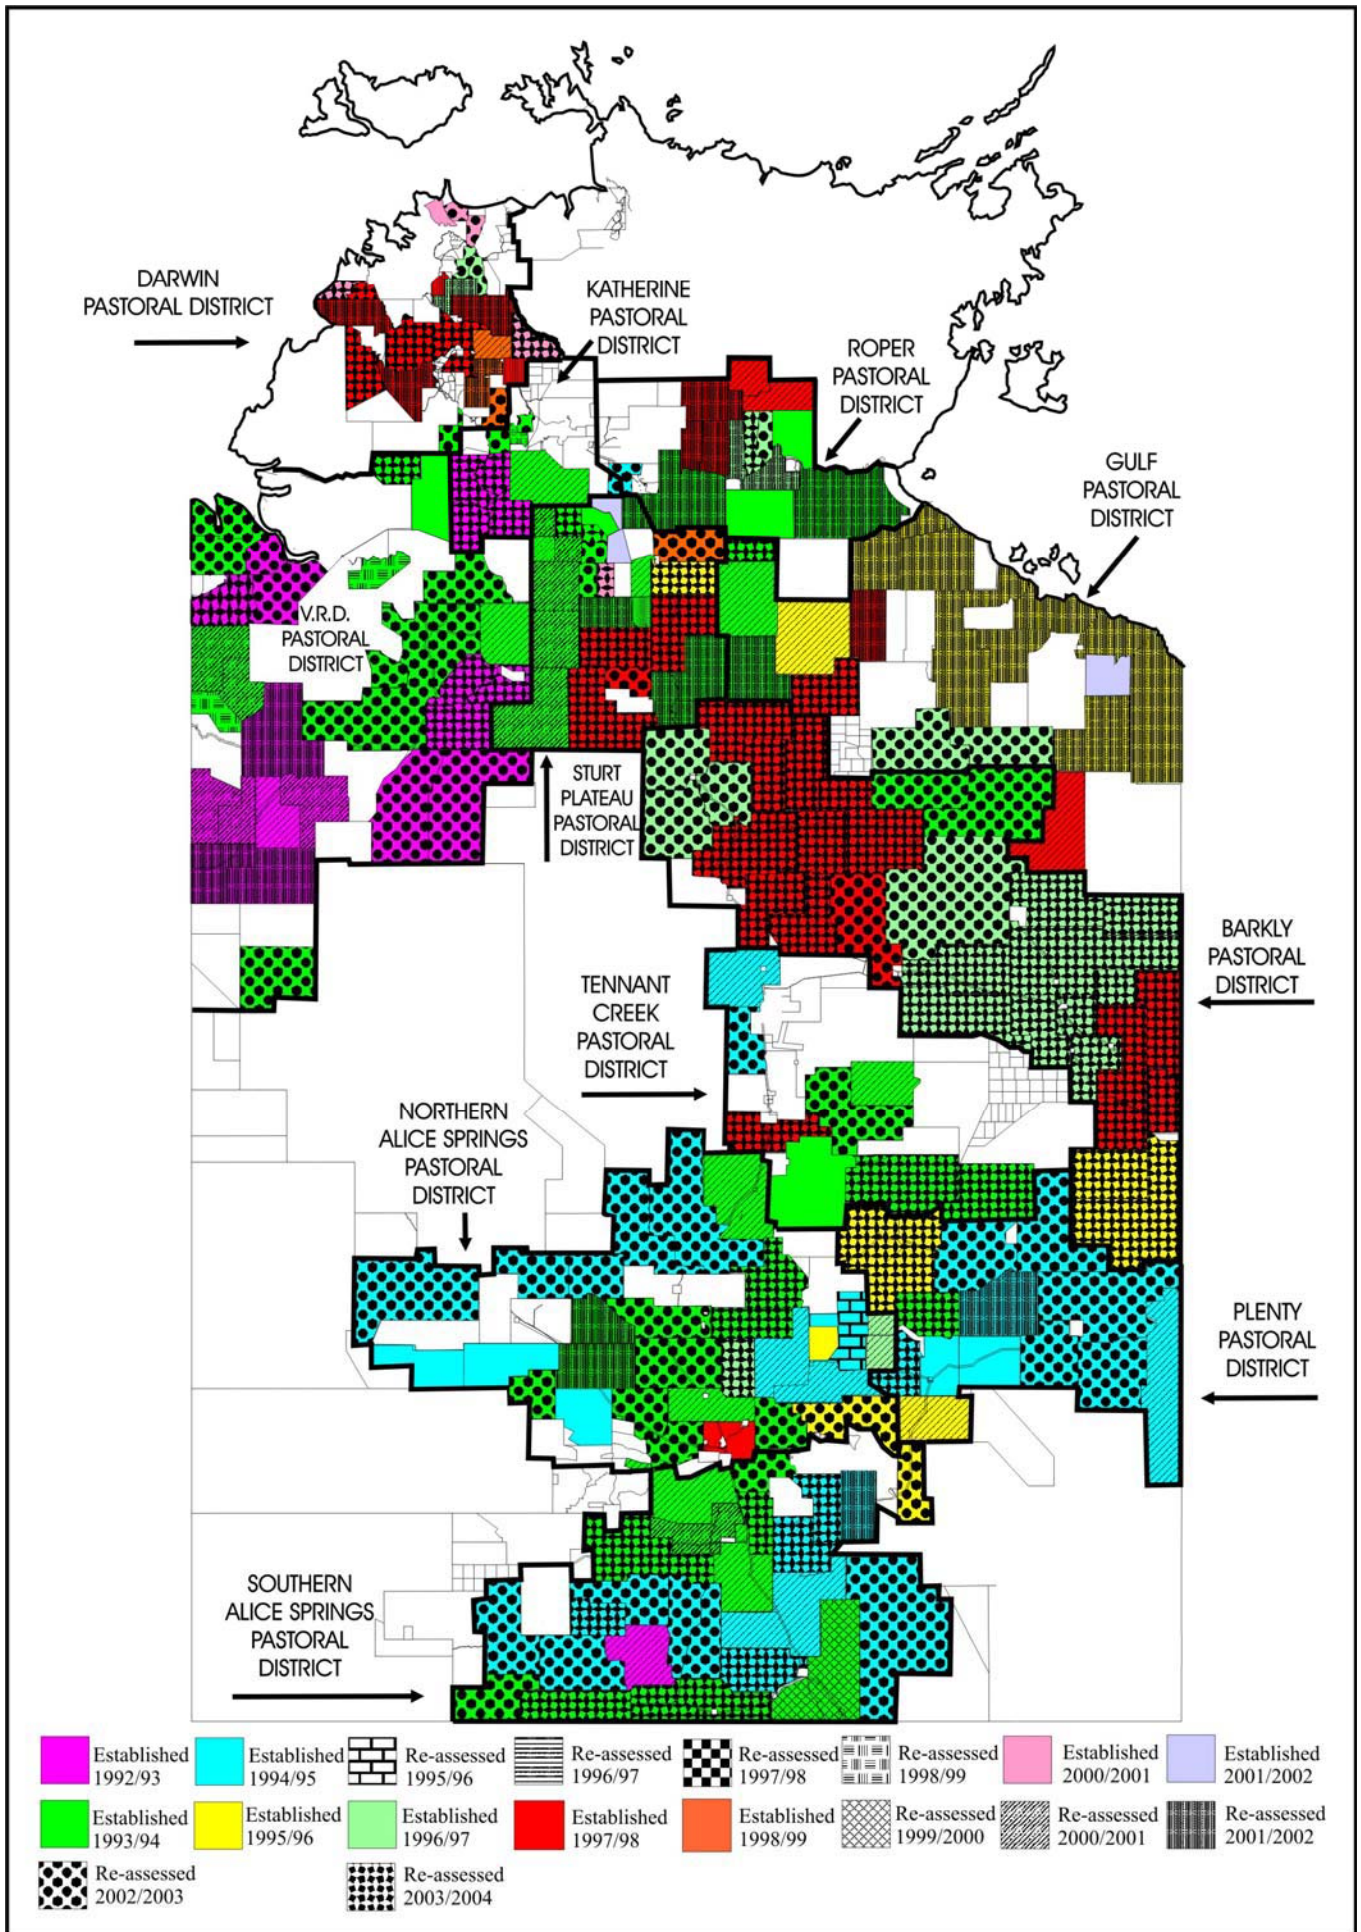 DARWIN
PASTORAL DISTRICT
KATHERINE
PASTORAL
DISTRICT
ROPER
PASTORAL
DISTRICT
GULF
PASTORAL
DISTRICT
V.R.D.
PASTORAL
DISTRICT
STURT
PLATEAU
PASTORAL
DISTRICT
BARKLY
PASTORAL
DISTRICT
TENNANT
CREEK
PASTORAL
DISTRICT
NORTHERN
ALICE SPRINGS
PASTORAL
DISTRICT
PLENTY
PASTORAL
DISTRICT
SOUTHERN
ALICE SPRINGS
PASTORAL
DISTRICT
Established
1992/93
Established
1994/95
Re-assessed
1995/96
Re-assessed
1996/97
Re-assessed
1997/98
Re-assessed
1998/99
Established
2000/2001
Established
2001/2002
Established
1993/94
Established
1995/96
Established
1996/97
Established
1997/98
Established
1998/99
Re-assessed
1999/2000
Re-assessed
2000/2001
Re-assessed
2001/2002
Re-assessed
2002/2003
Re-assessed
2003/2004